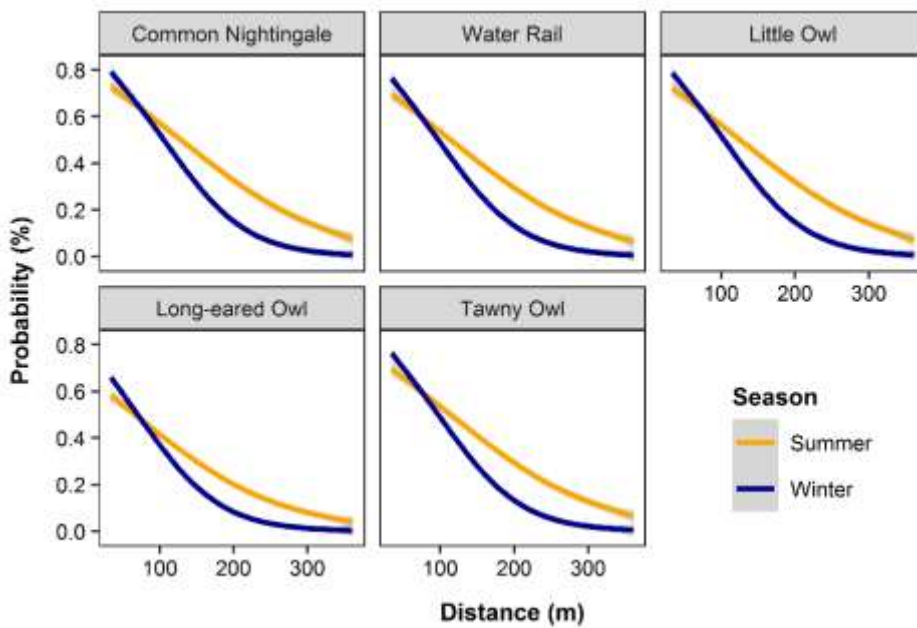 Common Nightingale
Water Rail
Little Owl
0.8
0.6
0.4
0.2
0.0
100 200 300
Long-eared Owl
Tawny Owl
0.8
0.6
0.4
0.2
0.0
100 200 300
100 200 300
Probability (%)
Distance (m)
Season
Summer
Winter